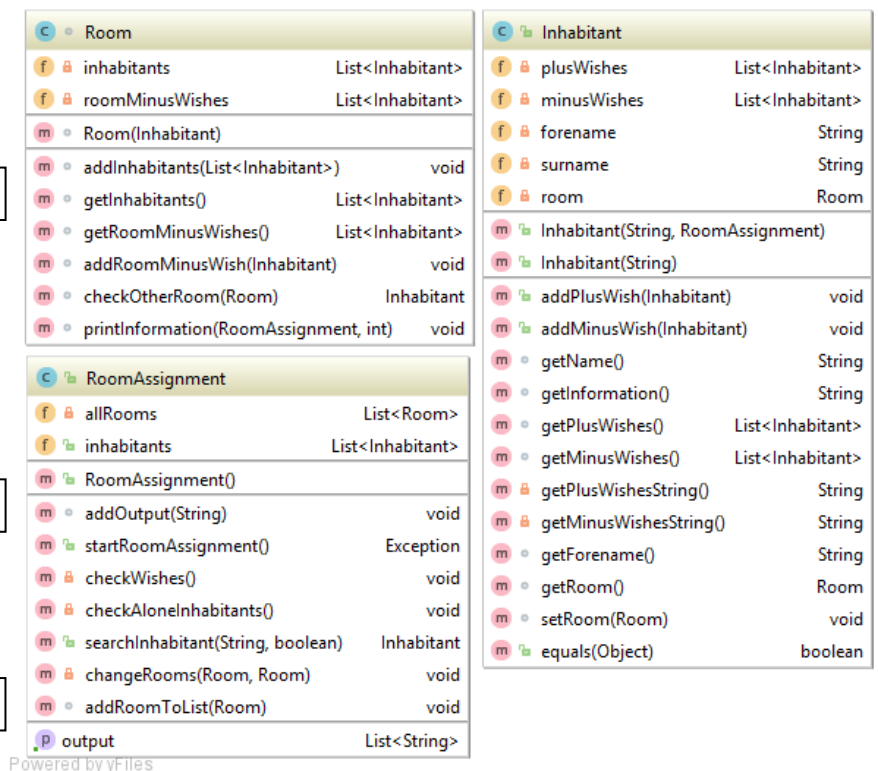 Room
inhabitants List<Inhabitant>
roomMinusWishes List<Inhabitant>
Room(Inhabitant)
addInhabitants(List<Inhabitant>) void
getInhabitants() List<Inhabitant>
getRoomMinusWishes() List<Inhabitant>
addRoomMinusWish(Inhabitant) void
checkOtherRoom(Room) Inhabitant
printInformation(RoomAssignment, int) void
RoomAssignment
allRooms List<Room>
inhabitants List<Inhabitant>
RoomAssignment()
addOutput(String) void
startRoomAssignment() Exception
checkWishes() void
checkAloneInhabitants() void
searchInhabitant(String, boolean) Inhabitant
changeRooms(Room, Room) void
addRoomToList(Room) void
output List<String>
Powered by yFiles
Inhabitant
plusWishes List<Inhabitant>
minusWishes List<Inhabitant>
forename String
surname String
room Room
Inhabitant(String, RoomAssignment)
Inhabitant(String)
addPlusWish(Inhabitant) void
addMinusWish(Inhabitant) void
getName() String
getInformation() String
getPlusWishes() List<Inhabitant>
getMinusWishes() List<Inhabitant>
getPlusWishesString() String
getMinusWishesString() String
getForename() String
getRoom() Room
setRoom(Room) void
equals(Object) boolean